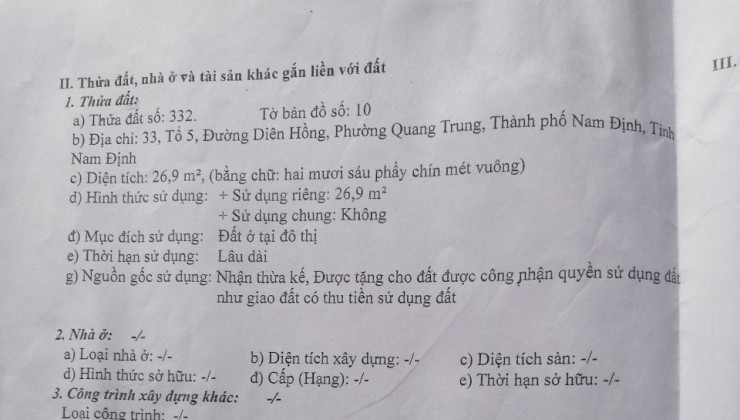 II. Thửa đất, nhà ở và tài sản khác gắn liền với đất
III.
1. Thửa đất:
a) Thửa đất số: 332. Tờ bản đồ số: 10
b) Địa chỉ: 33, Tổ 5, Đường Diên Hồng, Phường Quang Trung, Thành phố Nam Định, Tỉnh
Nam Định
c) Diện tích: 26,9 m², (bằng chữ: hai mươi sáu phẩy chín mét vuông)
d) Hình thức sử dụng: + Sử dụng riêng: 26,9 m²
+ Sử dụng chung: Không
đ) Mục đích sử dụng: Đất ở tại đô thị
e) Thời hạn sử dụng: Lâu dài
g) Nguồn gốc sử dụng: Nhận thừa kế, Được tặng cho đất được công nhận quyền sử dụng đất
như giao đất có thu tiền sử dụng đất
2. Nhà ở: -/-
a) Loại nhà ở: -/- b) Diện tích xây dựng: -/- c) Diện tích sàn: -/-
d) Hình thức sở hữu: -/- đ) Cấp (Hạng): -/- e) Thời hạn sở hữu: -/-
3. Công trình xây dựng khác: -/-
Loại công trình: -/-